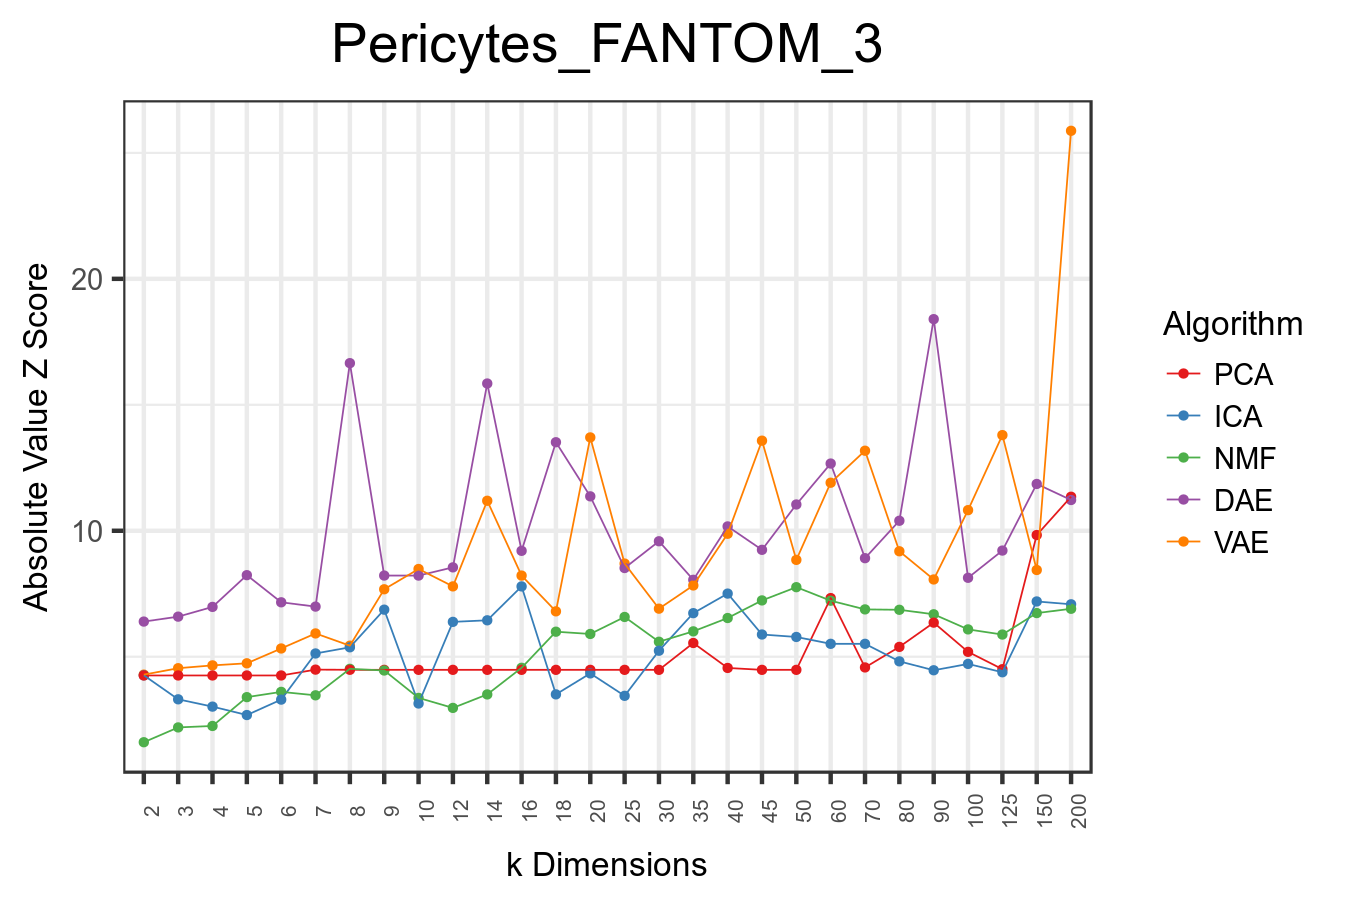 Pericytes_FANTOM_3
Absolute Value Z Score
20
10
2 3 4 5 6 7 8 9 10 12 14 16 18 20 25 30 35 40 45 50 60 70 80 90 100 125 150 200
k Dimensions
Algorithm
PCA
ICA
NMF
DAE
VAE